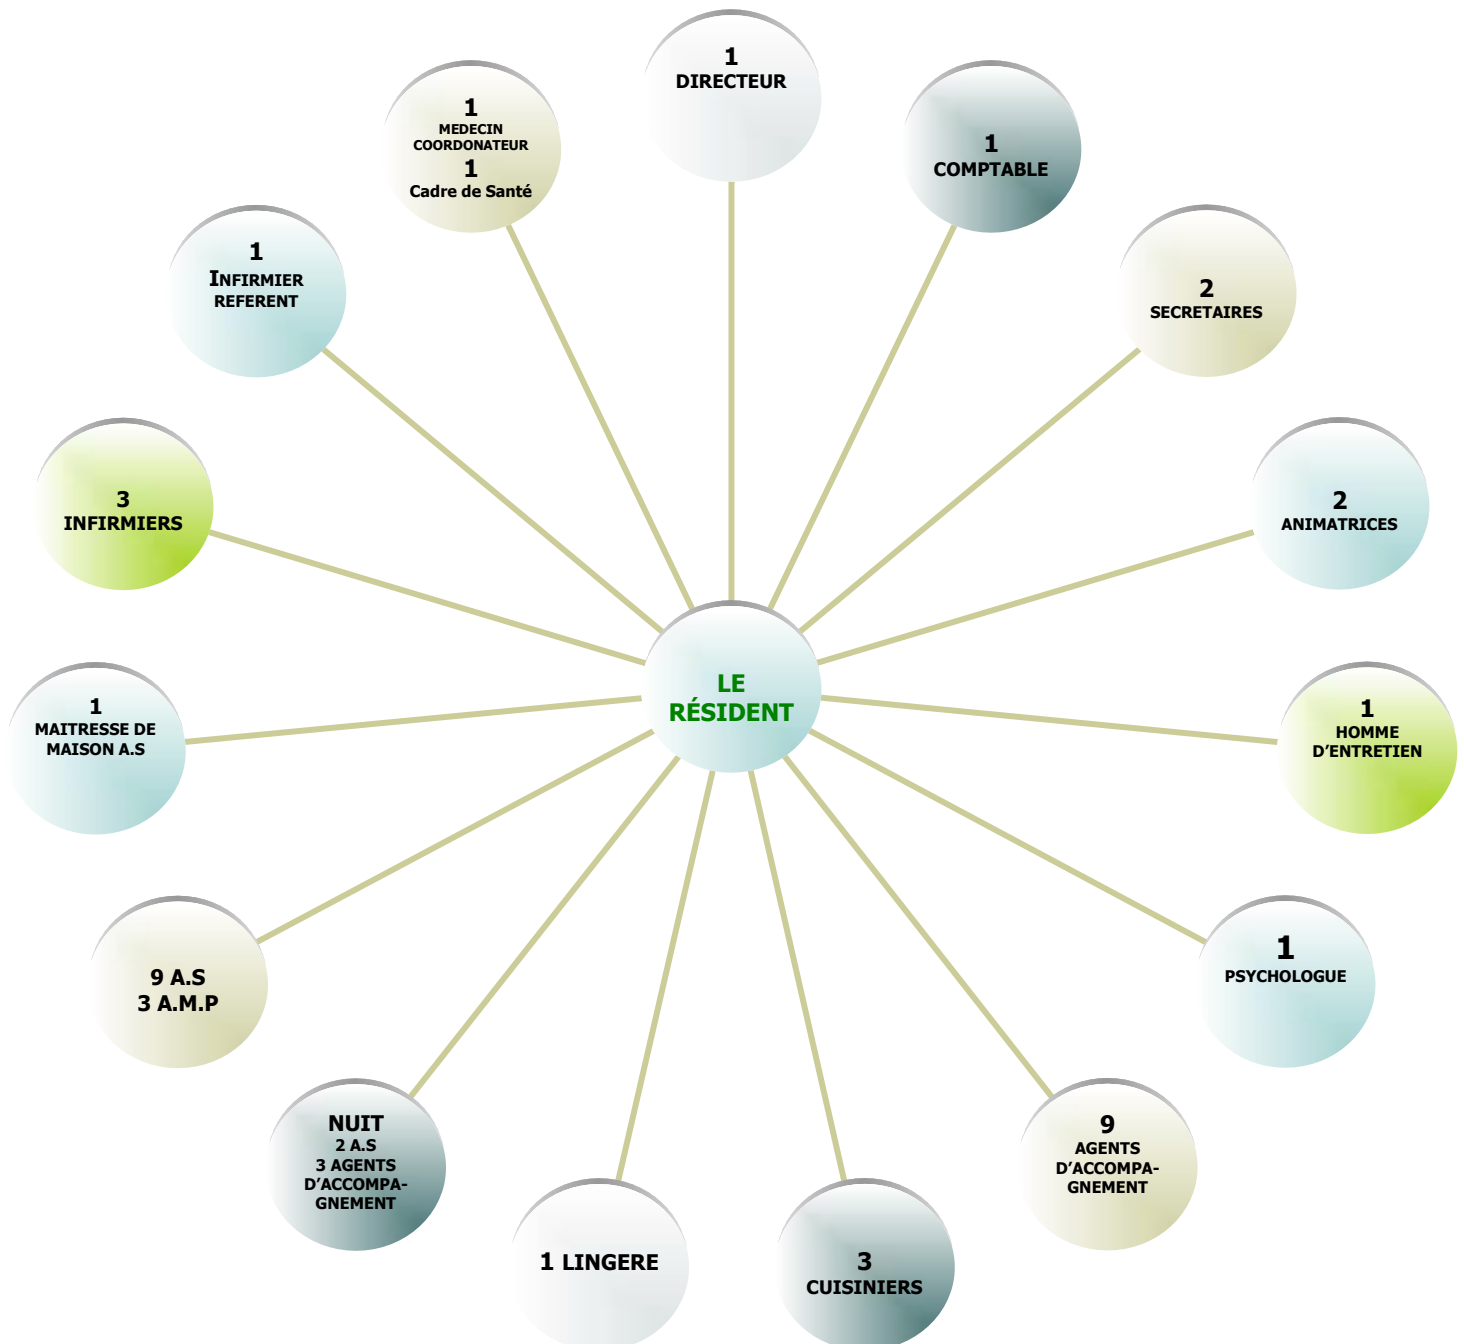 1
DIRECTEUR
1
COMPTABLE
2
SECRETAIRES
2
ANIMATRICES
1
HOMME
D’ENTRETIEN
1
PSYCHOLOGUE
9
AGENTS
D’ACCOMPA-
GNEMENT
3
CUISINIERS
1 LINGERE
NUIT
2 A.S
3 AGENTS
D’ACCOMPA-
GNEMENT
9 A.S
3 A.M.P
1
MAITRESSE DE
MAISON A.S
3
INFIRMIERS
1
INFIRMIER
REFERENT
1
MEDECIN
COORDONATEUR
1
Cadre de Santé
LE
RÉSIDENT